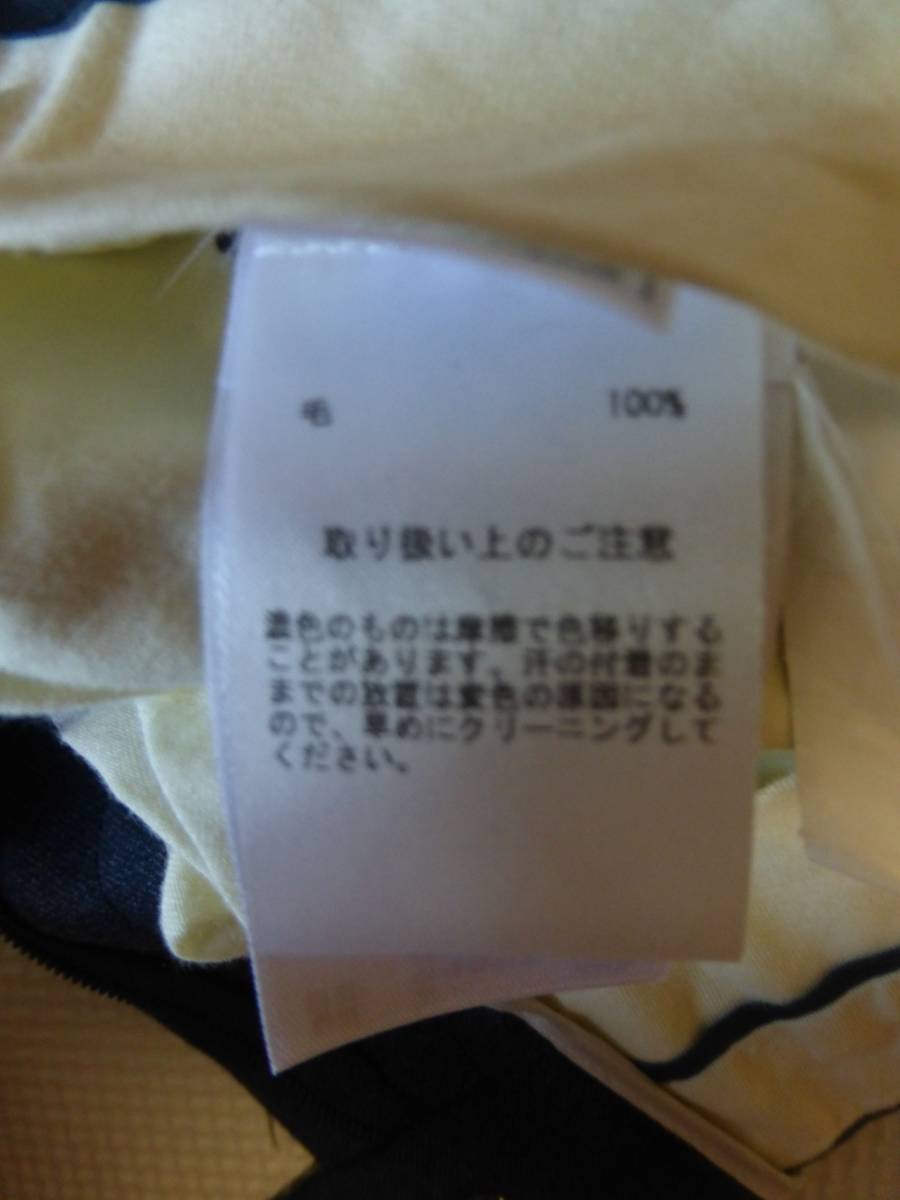 毛 100%
取り扱い上のご注意
濃色のものは摩擦で色移りする
ことがあります。汗の付着のま
までの放置は変色の原因になる
ので、早めにクリーニングして
ください。